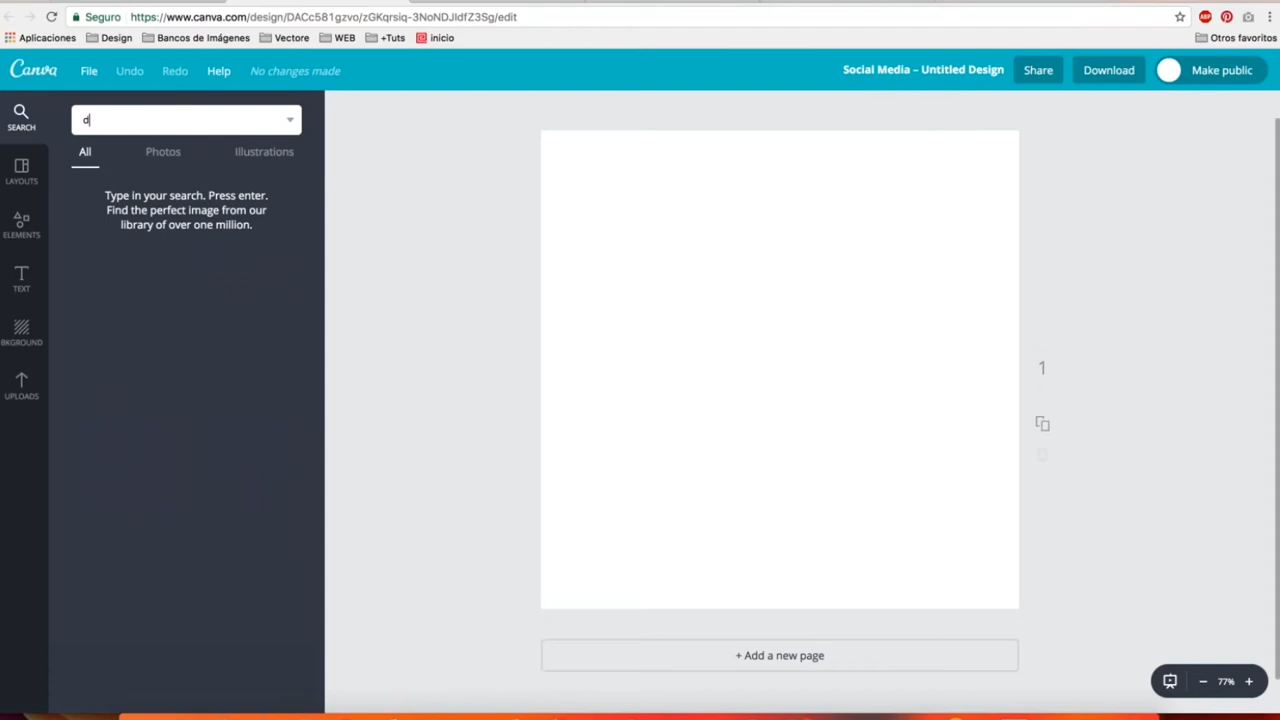 Seguro https://www.canva.com/design/DACc581gzvo/zGKqrsiq-3NoNDJIdfZ3Sg/edit
Aplicaciones Design Bancos de Imágenes Vectore WEB +Tuts inicio Otros favoritos
Canva File Undo Redo Help No changes made Social Media – Untitled Design Share Download Make public
SEARCH
d
All Photos Illustrations
LAYOUTS
Type in your search. Press enter.
Find the perfect image from our
library of over one million.
ELEMENTS
TEXT
BKGROUND
UPLOADS
1
+ Add a new page
77%
ABP